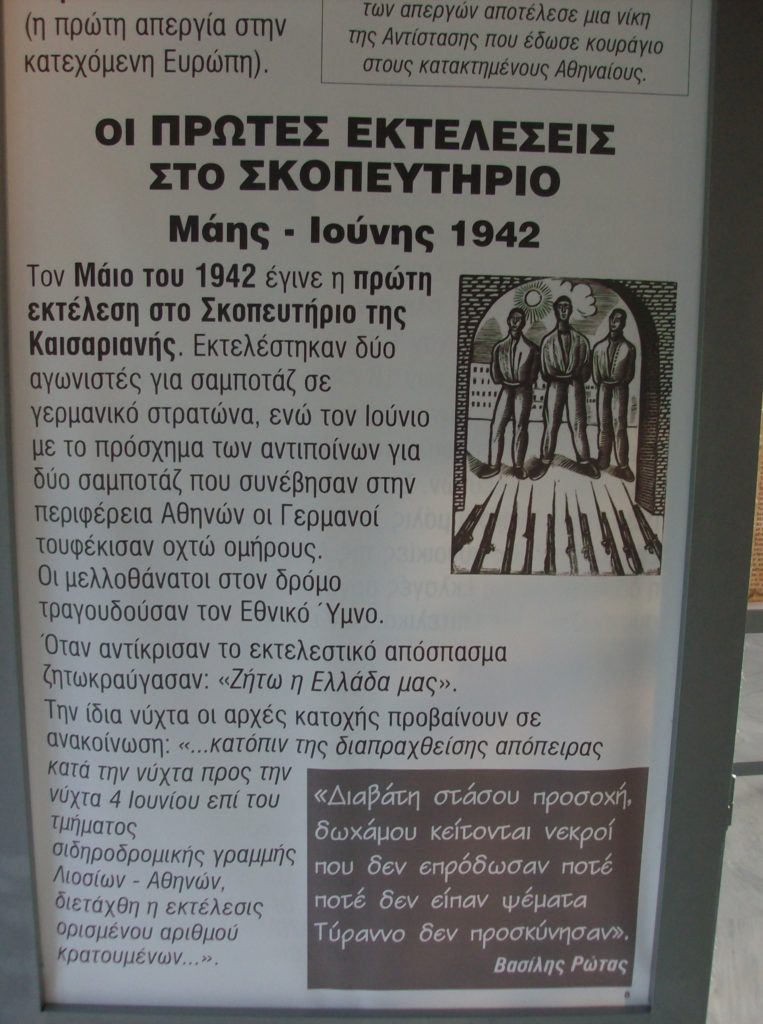 (η πρώτη απεργία στην
κατεχόμενη Ευρώπη).
των απεργών αποτέλεσε μια νίκη
της Αντίστασης που έδωσε κουράγιο
στους κατακτημένους Αθηναίους.
ΟΙ ΠΡΩΤΕΣ ΕΚΤΕΛΕΣΕΙΣ
ΣΤΟ ΣΚΟΠΕΥΤΗΡΙΟ
Μάης - Ιούνης 1942
Τον Μάιο του 1942 έγινε η πρώτη
εκτέλεση στο Σκοπευτήριο της
Καισαριανής. Εκτελέστηκαν δύο
αγωνιστές για σαμποτάζ σε
γερμανικό στρατώνα, ενώ τον Ιούνιο
με το πρόσχημα των αντιποίνων για
δύο σαμποτάζ που συνέβησαν στην
περιφέρεια Αθηνών οι Γερμανοί
τουφέκισαν οχτώ ομήρους.
Οι μελλοθάνατοι στον δρόμο
τραγουδούσαν τον Εθνικό Ύμνο.
Όταν αντίκρισαν το εκτελεστικό απόσπασμα
ζητωκραύγασαν: «Ζήτω η Ελλάδα μας».
Την ίδια νύχτα οι αρχές κατοχής προβαίνουν σε
ανακοίνωση: «...κατόπιν της διαπραχθείσης απόπειρας
κατά την νύχτα προς την
νύχτα 4 Ιουνίου επί του
τμήματος
σιδηροδρομικής γραμμής
Λιοσίων - Αθηνών,
διετάχθη η εκτέλεσις
ορισμένου αριθμού
κρατουμένων...».
«Διαβάτη στάσου προσοχή,
δωχάμου κείτονται νεκροί
που δεν επρόδωσαν ποτέ
ποτέ δεν είπαν ψέματα
Τύραννο δεν προσκύνησαν».
Βασίλης Ρώτας